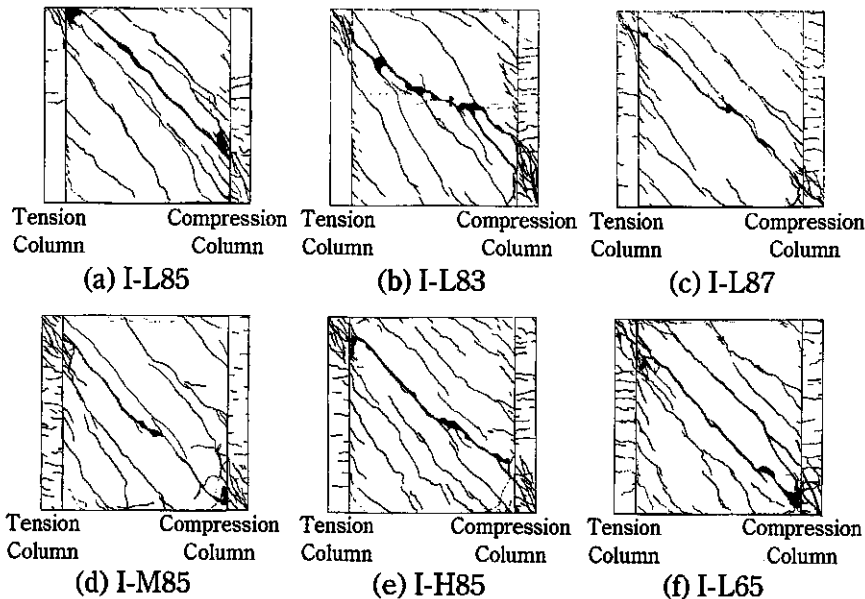 Tension Compression Tension Compression Tension Compression
Column Column Column Column Column Column
(a) I-L85 (b) I-L83 (c) I-L87
Tension Compression Tension Compression Tension Compression
Column Column Column Column Column Column
(d) I-M85 (e) I-H85 (f) I-L65